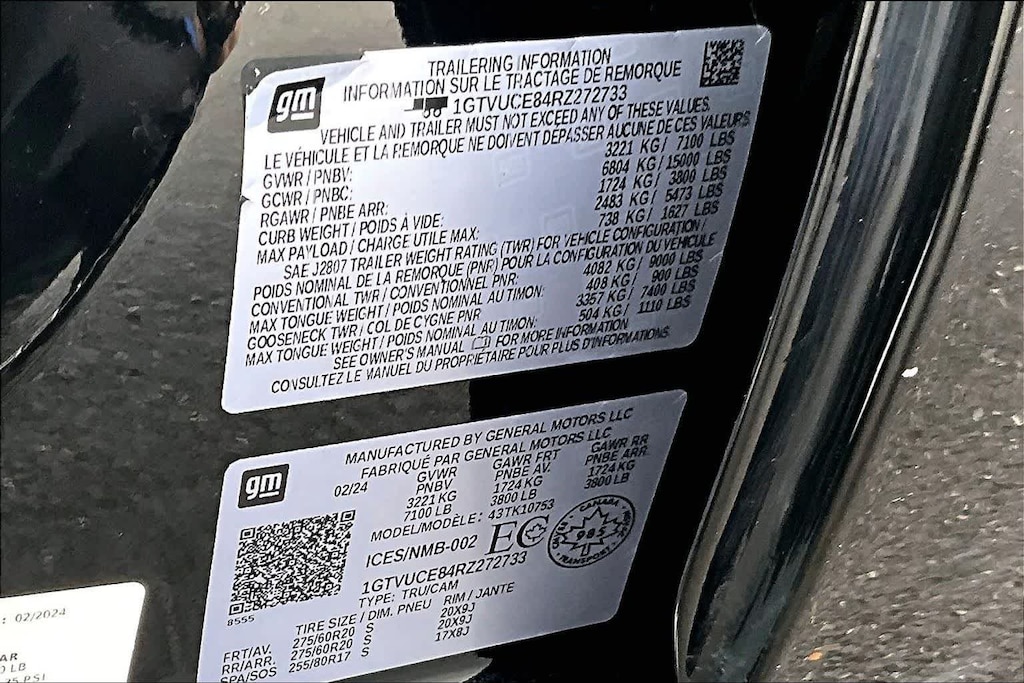 gm
TRAILERING INFORMATION
INFORMATION SUR LE TRACTAGE DE REMORQUE
1GTVUCE84RZ272733
VEHICLE AND TRAILER MUST NOT EXCEED ANY OF THESE VALUES.
LE VÉHICULE ET LA REMORQUE NE DOIVENT DÉPASSER AUCUNE DE CES VALEURS.
GVWR / PNBV: 3221 KG/ 7100 LBS
GCWR / PNBC: 6804 KG/ 15000 LBS
RGAWR / PNBE ARR: 1724 KG/ 3800 LBS
CURB WEIGHT / POIDS À VIDE: 2483 KG/ 5473 LBS
MAX PAYLOAD / CHARGE UTILE MAX: 738 KG/ 1627 LBS
SAE J2807 TRAILER WEIGHT RATING (TWR) FOR VEHICLE CONFIGURATION /
POIDS NOMINAL DE LA REMORQUE (PNR) POUR LA CONFIGURATION DU VÉHICULE
CONVENTIONAL TWR / CONVENTIONNEL PNR: 4082 KG/ 9000 LBS
MAX TONGUE WEIGHT / POIDS NOMINAL AU TIMON: 408 KG/ 900 LBS
GOOSENECK TWR / COL DE CYGNE PNR 3357 KG/ 7400 LBS
MAX TONGUE WEIGHT / POIDS NOMINAL AU TIMON: 504 KG/ 1110 LBS
SEE OWNER'S MANUAL FOR MORE INFORMATION
CONSULTEZ LE MANUEL DU PROPRIÉTAIRE POUR PLUS D'INFORMATIONS.
gm
MANUFACTURED BY GENERAL MOTORS LLC
FABRIQUÉ PAR GENERAL MOTORS LLC
02/24 GVWR GAWR FRT GAWR RR
PNBV PNBE AV. PNBE ARR.
3221 KG 1724 KG 1724 KG
7100 LB 3800 LB 3800 LB
MODEL/MODÈLE: 43TK10753
ICES/NMB-002 EC
CANADA
985
TRANSPORT
1GTVUCE84RZ272733
TYPE: TRU/CAM
8555
TIRE SIZE / DIM. PNEU RIM / JANTE
FRT/AV. 275/60R20 S 20X9J
RR/ARR. 275/60R20 S 20X9J
SPA/SOS 255/80R17 S 17X8J
: 02/2024
AR
LB
PSI